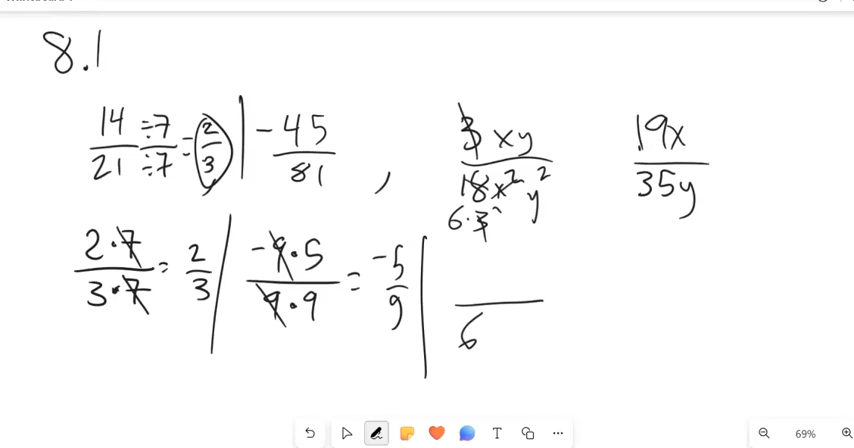 8.1
14/21 ÷7/÷7 = 2/3 | -45/81 , 3xy/18x²y² 19x/35y
6·3
2·7/3·7 = 2/3 | -9·5/9·9 = -5/9 | /6
69%